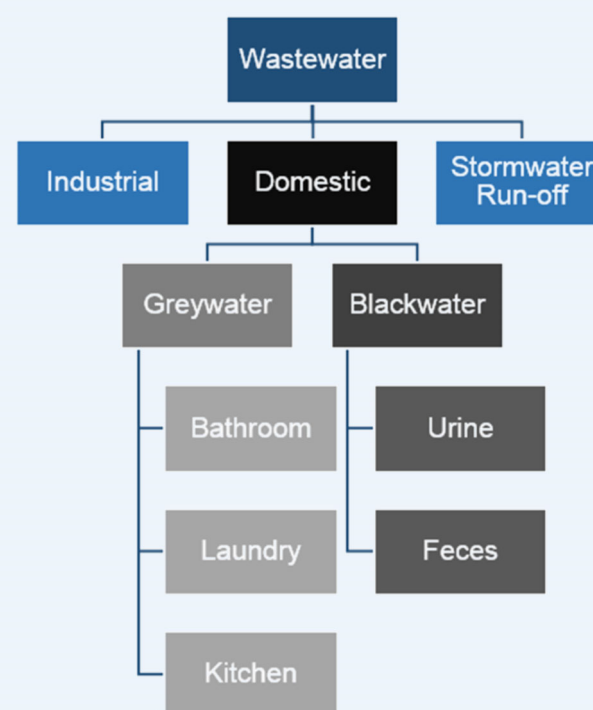 Wastewater
Industrial
Domestic
Stormwater
Run-off
Greywater
Blackwater
Bathroom
Urine
Laundry
Feces
Kitchen